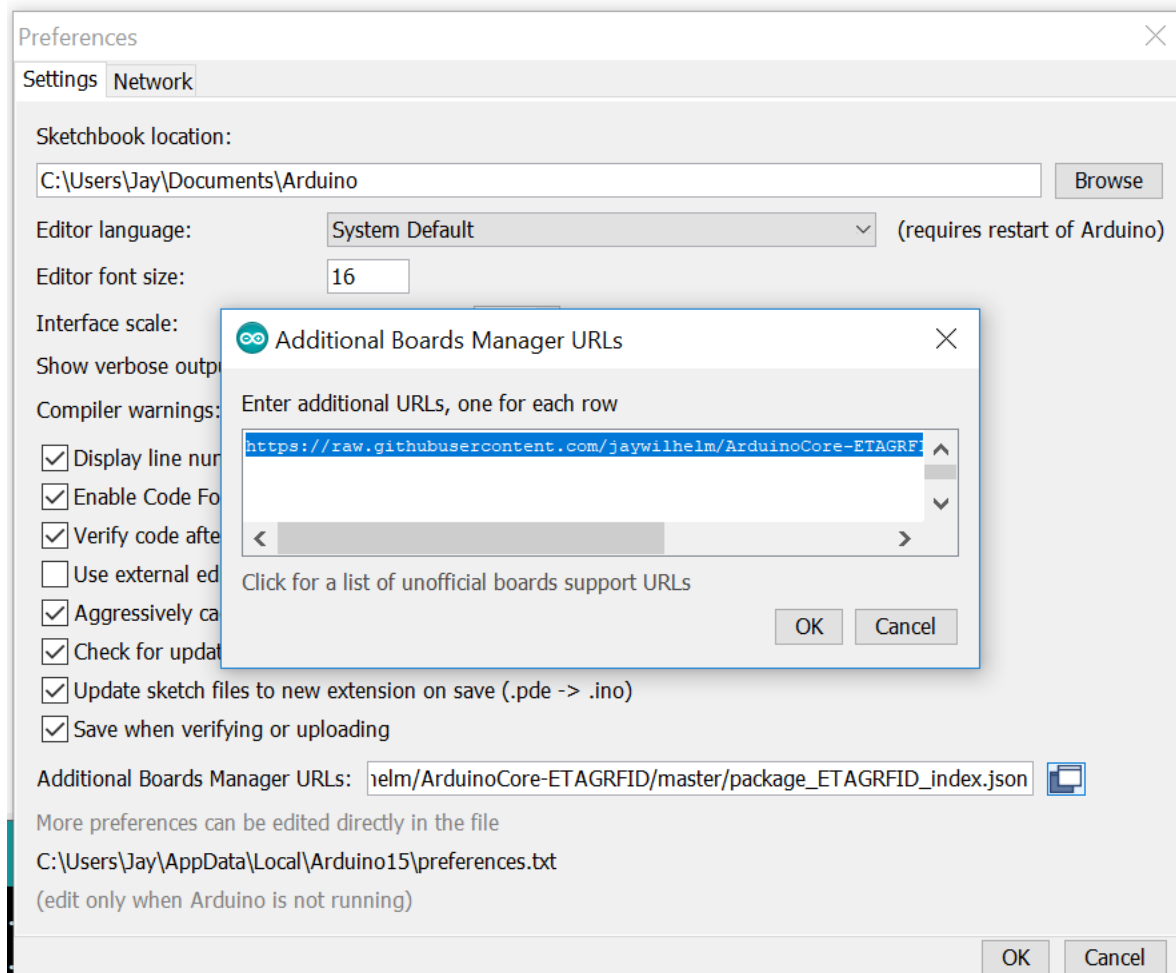 Preferences
Settings Network
Sketchbook location:
C:\Users\Jay\Documents\Arduino Browse
Editor language: System Default (requires restart of Arduino)
Editor font size: 16
Interface scale:
Show verbose outpu
Compiler warnings:
Display line nur
Enable Code Fo
Verify code afte
Use external ed
Aggressively ca
Check for updat
Additional Boards Manager URLs
Enter additional URLs, one for each row
https://raw.githubusercontent.com/jaywilhelm/ArduinoCore-ETAGRFI
Click for a list of unofficial boards support URLs
OK Cancel
Update sketch files to new extension on save (.pde -> .ino)
Save when verifying or uploading
Additional Boards Manager URLs: helm/ArduinoCore-ETAGRFID/master/package_ETAGRFID_index.json
More preferences can be edited directly in the file
C:\Users\Jay\AppData\Local\Arduino15\preferences.txt
(edit only when Arduino is not running)
OK Cancel